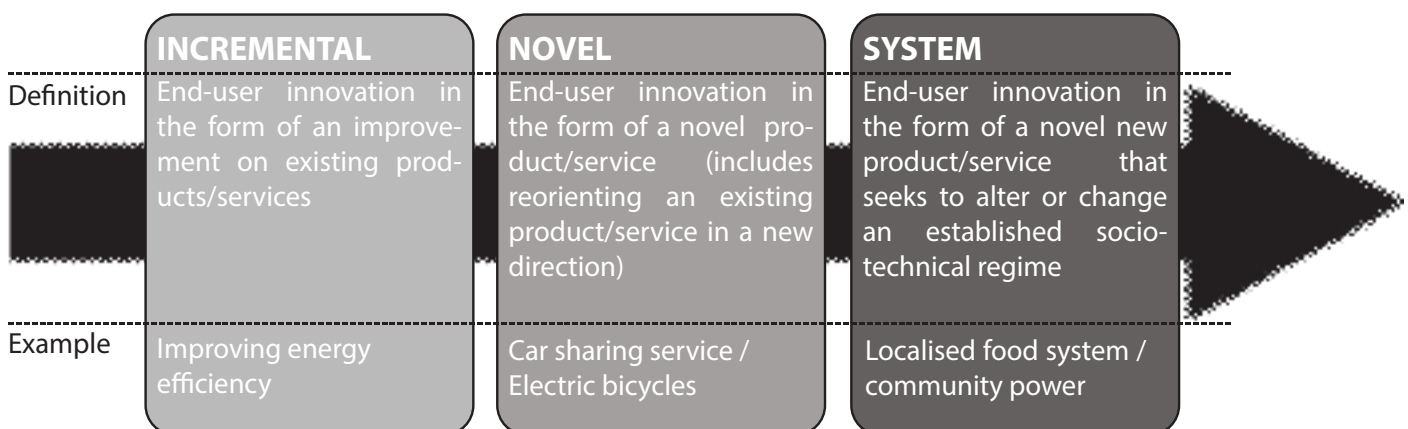 INCREMENTAL
NOVEL
SYSTEM
Definition
End-user innovation in
the form of an improve-
ment on existing prod-
ucts/services
End-user innovation in
the form of a novel pro-
duct/service (includes
reorienting an existing
product/service in a new
direction)
End-user innovation in
the form of a novel new
product/service that
seeks to alter or change
an established socio-
technical regime
Example
Improving energy
efficiency
Car sharing service /
Electric bicycles
Localised food system /
community power